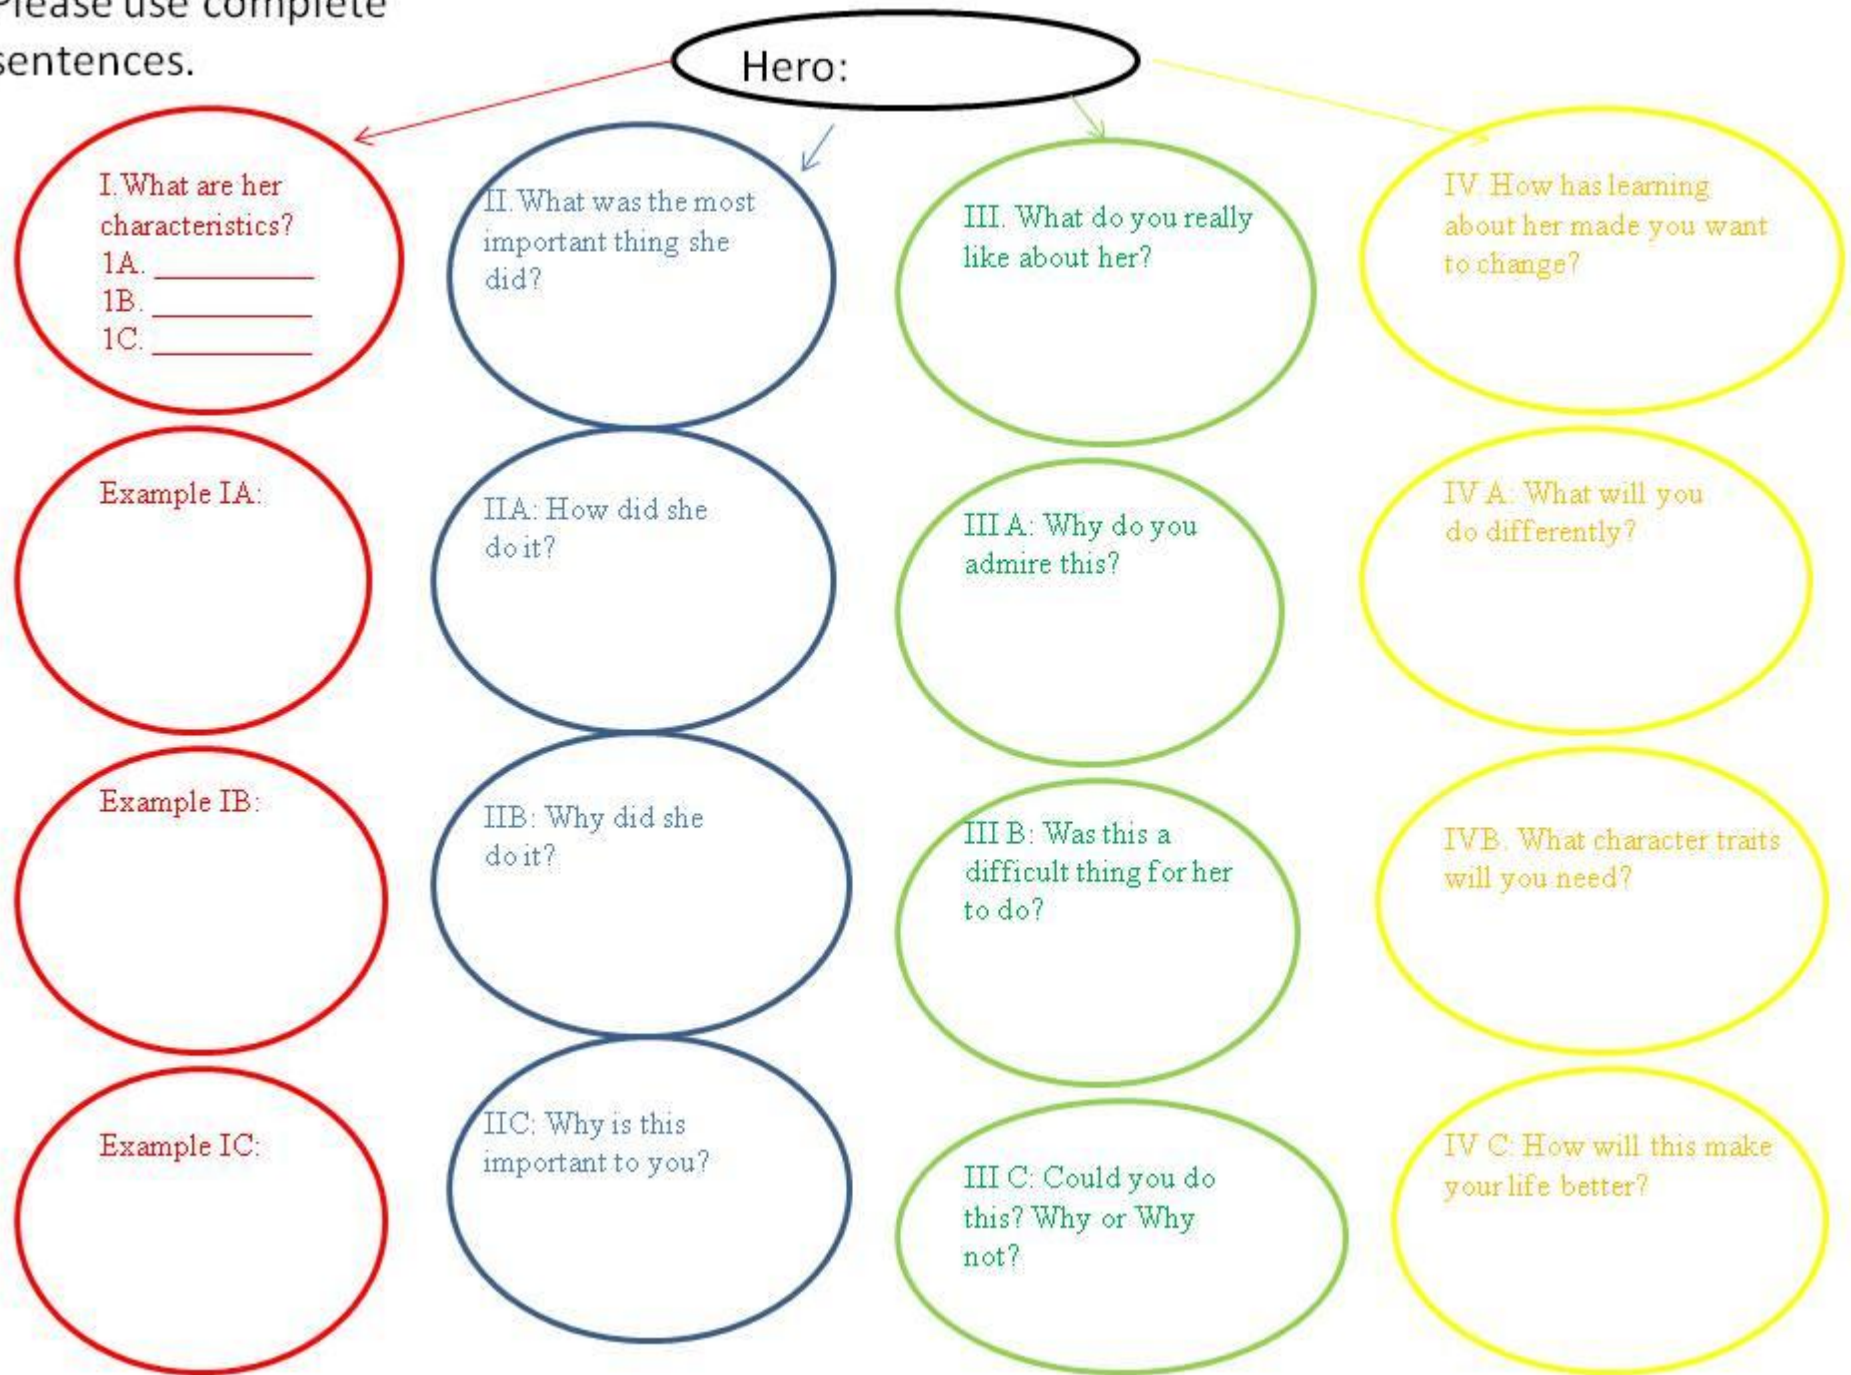 Please use complete
sentences.
Hero:
I. What are her
characteristics?
1A. ___________
1B. ___________
1C. ___________
Example IA:
Example IB:
Example IC:
II. What was the most
important thing she
did?
IIA: How did she
do it?
IIB: Why did she
do it?
IIC: Why is this
important to you?
III. What do you really
like about her?
III A: Why do you
admire this?
III B: Was this a
difficult thing for her
to do?
III C: Could you do
this? Why or Why
not?
IV. How has learning
about her made you want
to change?
IV A: What will you
do differently?
IVB. What character traits
will you need?
IV C: How will this make
your life better?